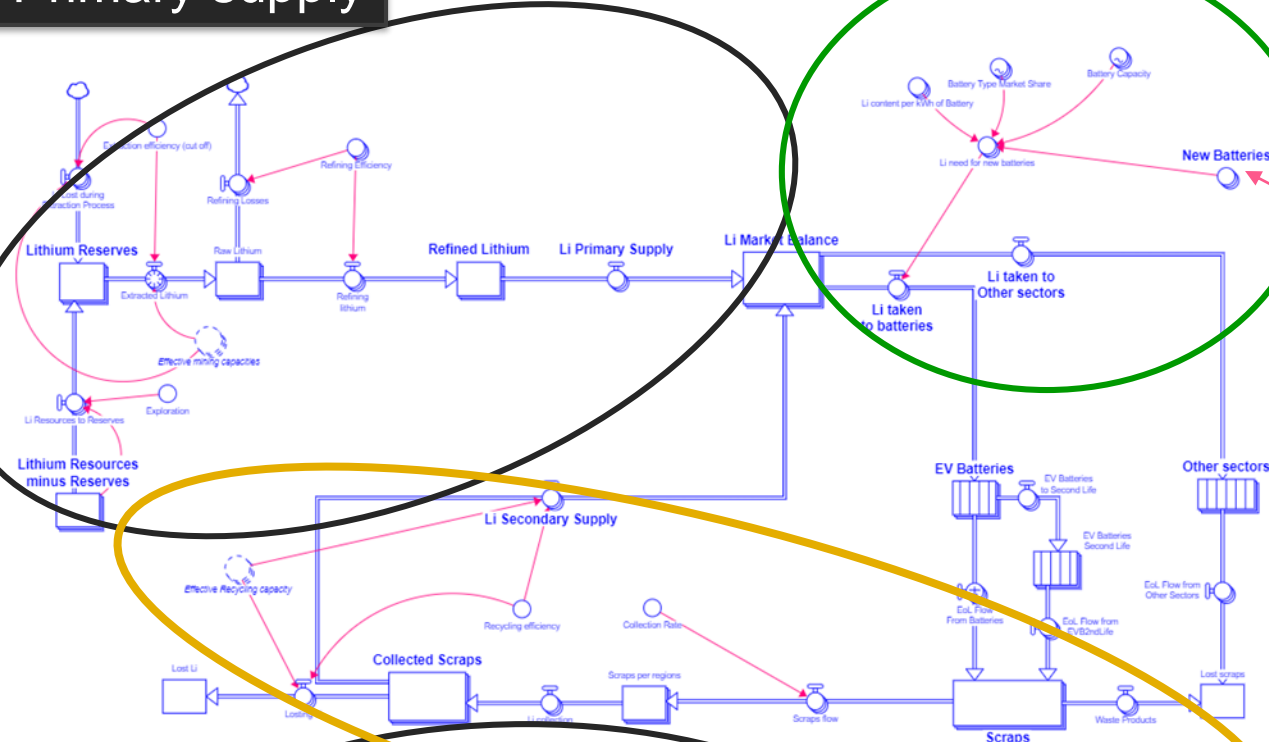 Primary Supply
Battery Type Market Share
Battery Capacity
Li content per kWh of Battery
Extraction efficiency (cut off)
Refining Efficiency
Li need for new batteries
New Batteries
Li Lost during
Extraction Process
Refining Losses
Lithium Reserves
Raw Lithium
Refined Lithium
Li Primary Supply
Li Market Balance
Extracted Lithium
Refining
lithium
Li taken to
Other sectors
Li taken
to batteries
Effective mining capacities
Exploration
Li Resources to Reserves
Lithium Resources
minus Reserves
EV Batteries
EV Batteries
to Second Life
Other sectors
Li Secondary Supply
EV Batteries
Second Life
Effective Recycling capacity
EoL Flow from
Other Sectors
Recycling efficiency
Collection Rate
EoL Flow
From Batteries
EoL Flow from
EVB2ndLife
Lost Li
Collected Scraps
Scraps per regions
Lost scraps
Losting
Li collection
Scraps flow
Waste Products
Scraps